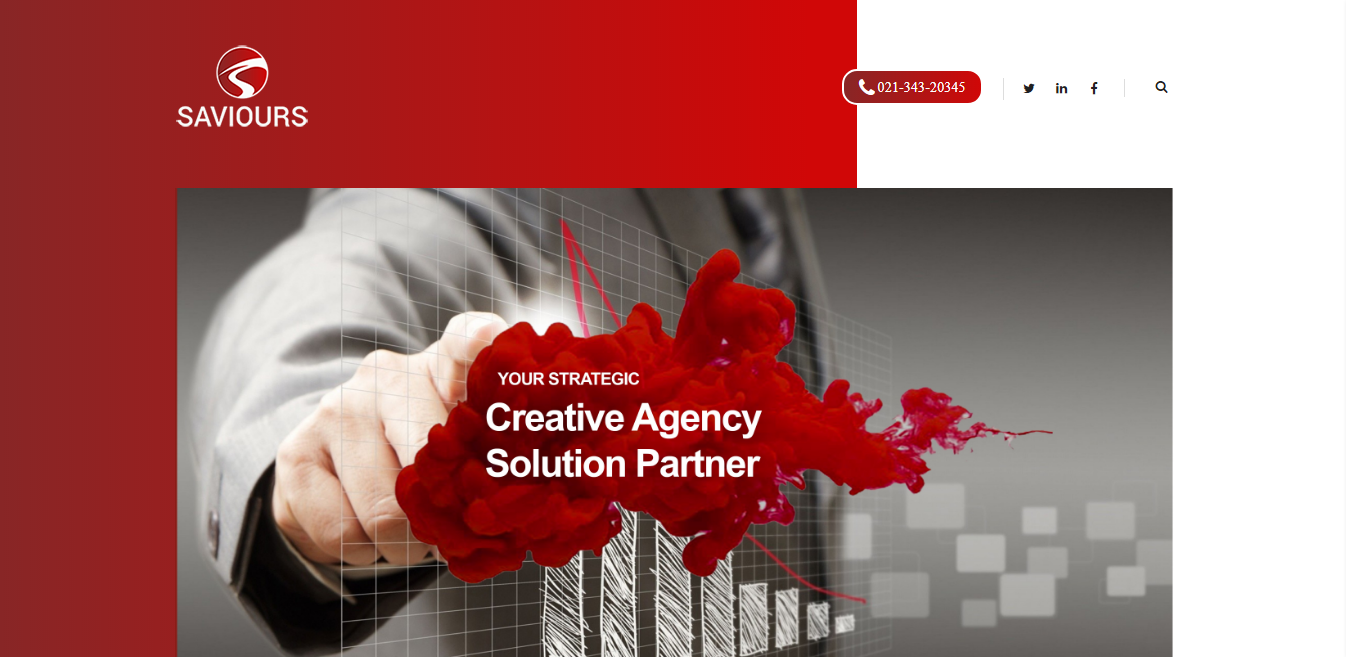 SAVIOURS
021-343-20345
YOUR STRATEGIC
Creative Agency
Solution Partner